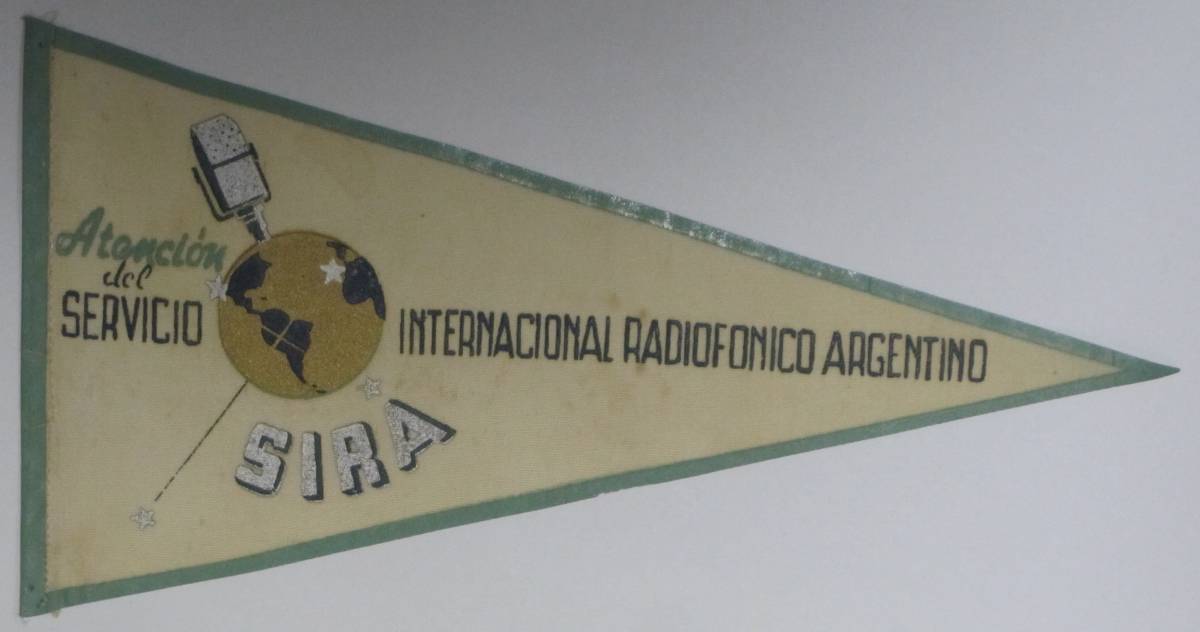 Atención
del
SERVICIO INTERNACIONAL RADIOFONICO ARGENTINO
SIRA